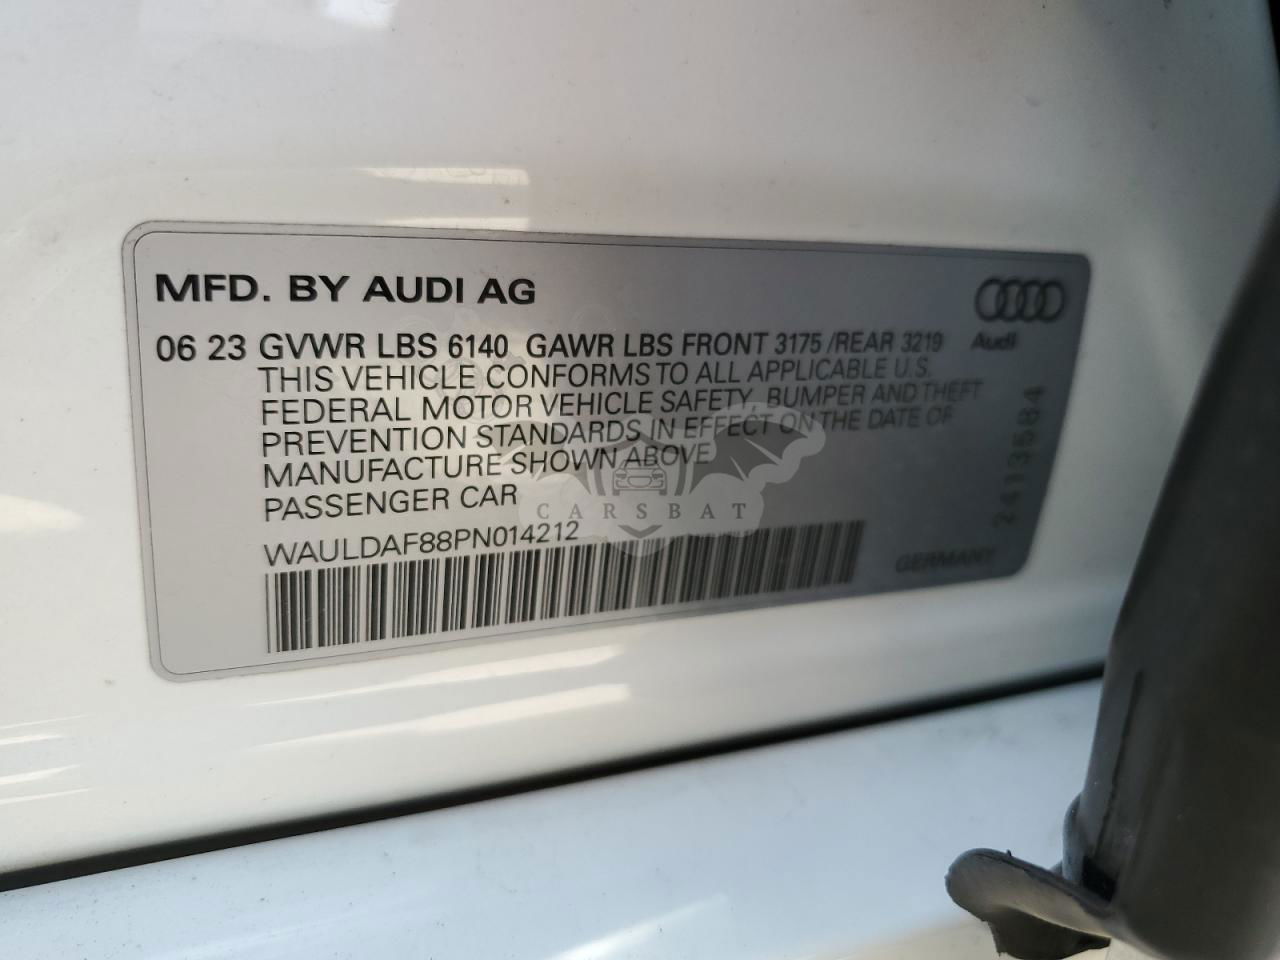 MFD. BY AUDI AG
06 23 GVWR LBS 6140 GAWR LBS FRONT 3175 /REAR 3219
THIS VEHICLE CONFORMS TO ALL APPLICABLE U.S.
FEDERAL MOTOR VEHICLE SAFETY, BUMPER AND THEFT
PREVENTION STANDARDS IN EFFECT ON THE DATE OF
MANUFACTURE SHOWN ABOVE
PASSENGER CAR
WAULDAF88PN014212
Audi
2413584
GERMANY
CARSBAT